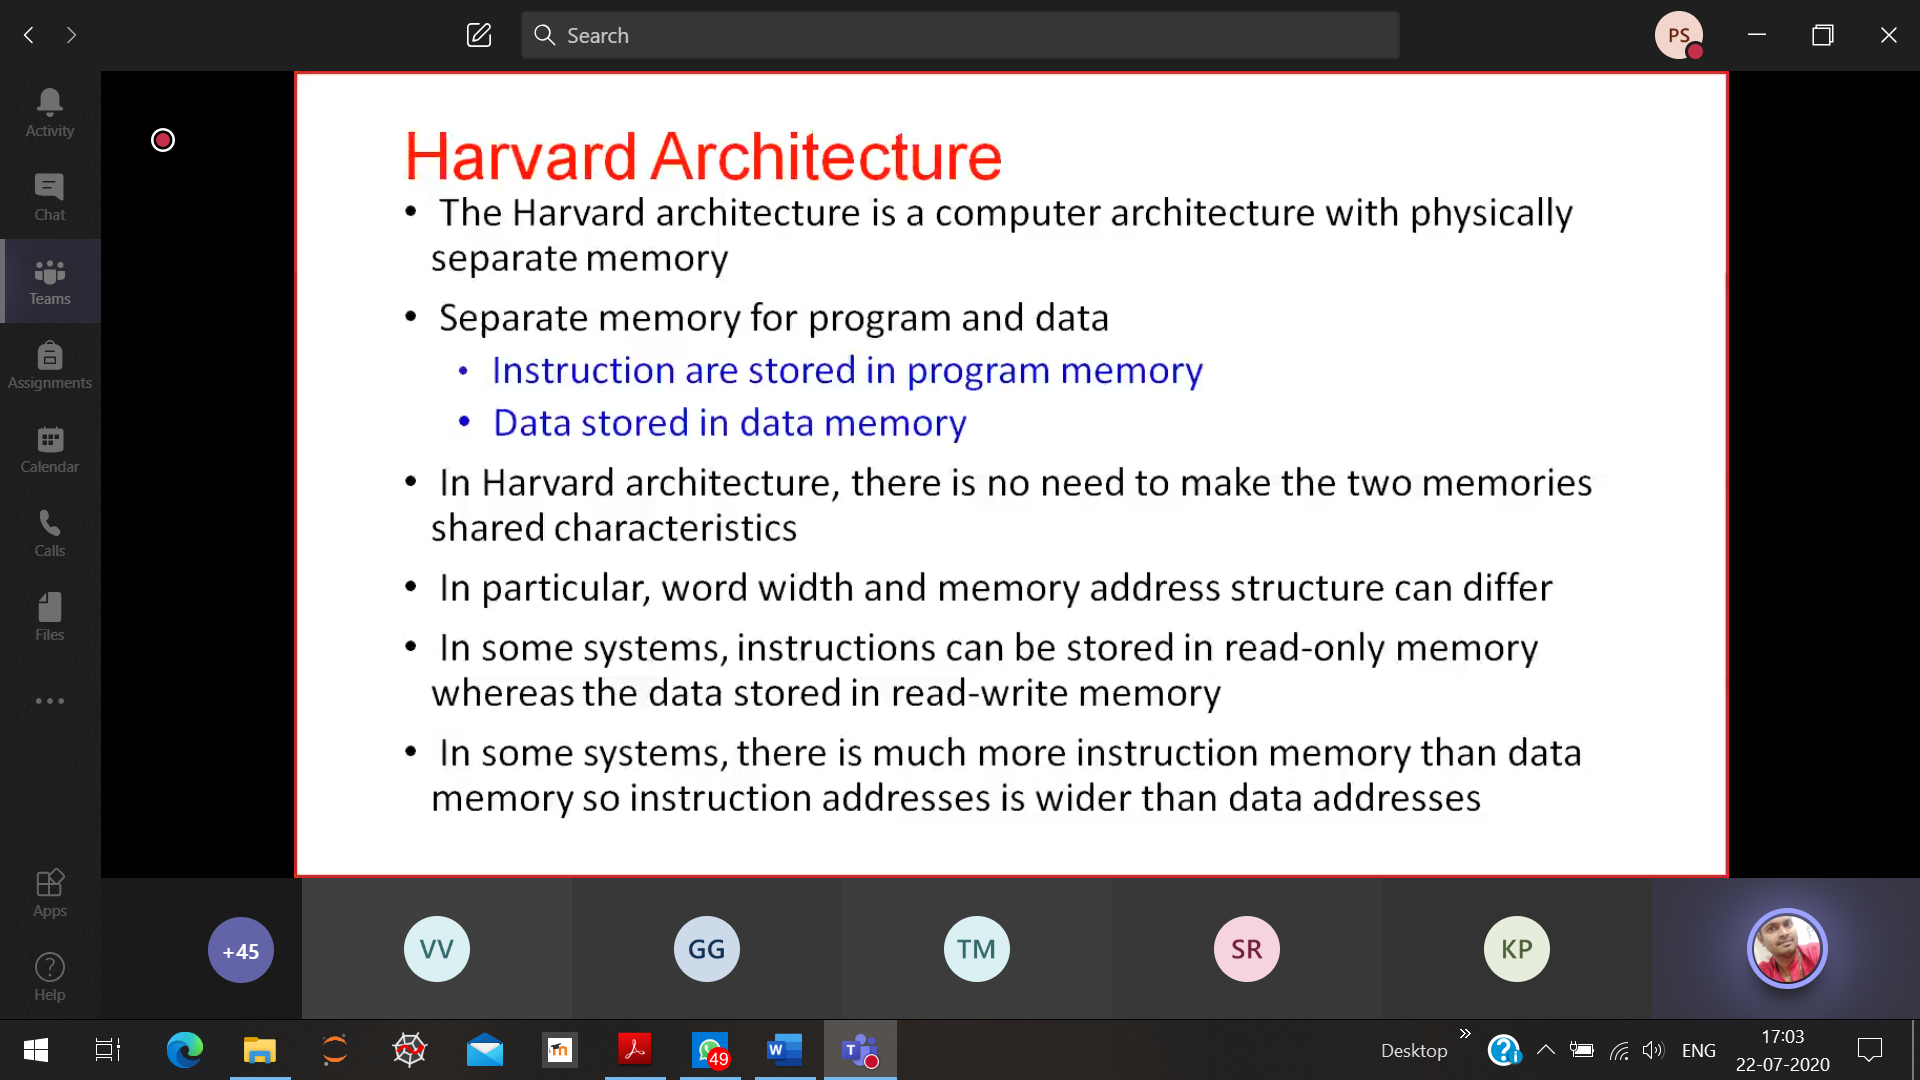 Search
PS
Activity
Chat
Teams
Assignments
Calendar
Calls
Files
Apps
Help
Harvard Architecture
• The Harvard architecture is a computer architecture with physically
separate memory
• Separate memory for program and data
• Instruction are stored in program memory
• Data stored in data memory
• In Harvard architecture, there is no need to make the two memories
shared characteristics
• In particular, word width and memory address structure can differ
• In some systems, instructions can be stored in read-only memory
whereas the data stored in read-write memory
• In some systems, there is much more instruction memory than data
memory so instruction addresses is wider than data addresses
+45
VV
GG
TM
SR
KP
m
49
W
T
Desktop
ENG
17:03
22-07-2020